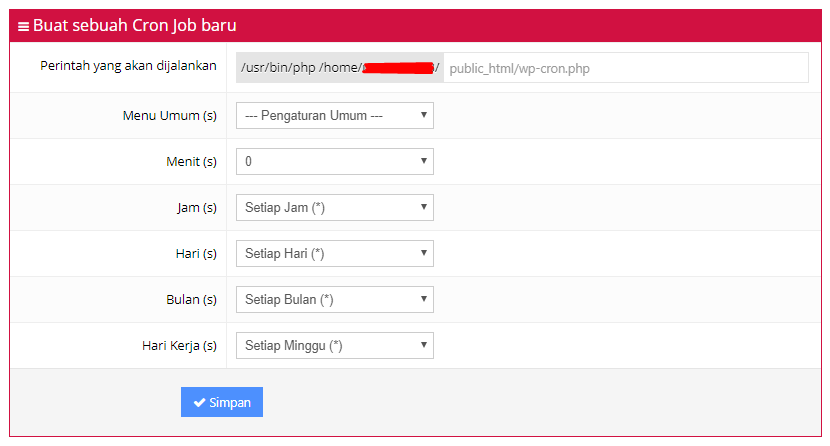 Buat sebuah Cron Job baru
Perintah yang akan dijalankan /usr/bin/php /home/ / public_html/wp-cron.php
Menu Umum (s) --- Pengaturan Umum ---
Menit (s) 0
Jam (s) Setiap Jam (*)
Hari (s) Setiap Hari (*)
Bulan (s) Setiap Bulan (*)
Hari Kerja (s) Setiap Minggu (*)
Simpan